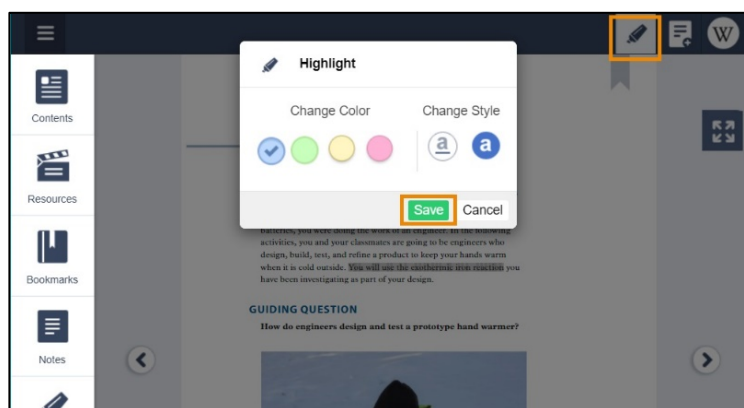 W
Highlight
Change Color Change Style
a a
Save Cancel
Contents
Resources
Bookmarks
Notes
batteries, you were doing the work of an engineer. In the following
activities, you and your classmates are going to be engineers who
design, build, test, and refine a product to keep your hands warm
when it is cold outside. You will use the exothermic iron reaction you
have been investigating as part of your design.
GUIDING QUESTION
How do engineers design and test a prototype hand warmer?